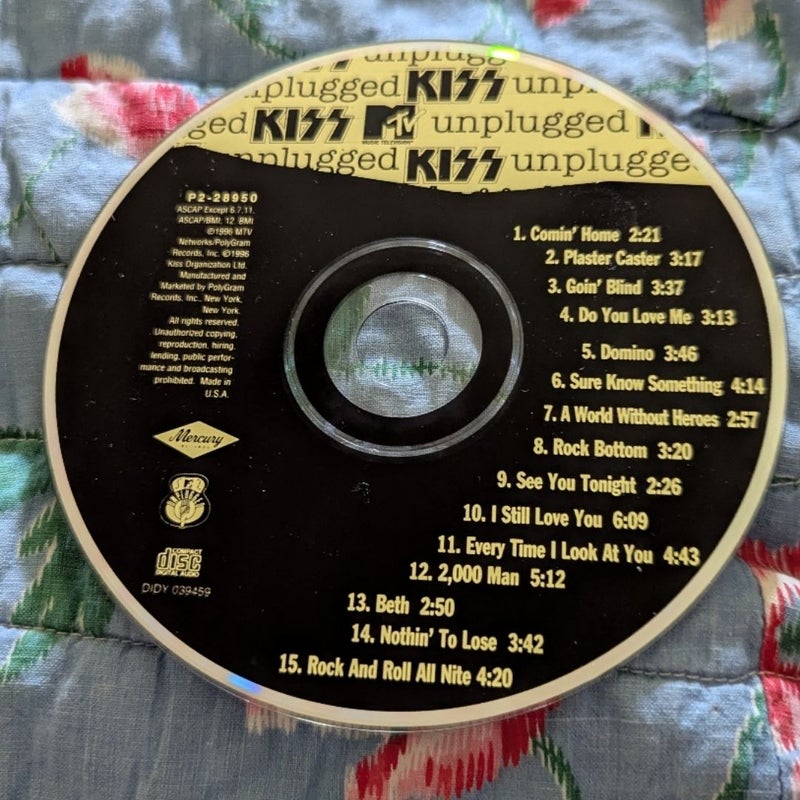 unplugged
unplugged KISS unpl
ged KISS MTV unplugged
MUSIC TELEVISION®
unplugged KISS unplugge
P2-28950
ASCAP Except 6,7,11,
ASCAP/BMI, 12, BMI
℗1996 MTV
Networks/PolyGram
Records, Inc. ©1996
Kiss Organization Ltd.
Manufactured and
Marketed by PolyGram
Records, Inc., New York,
New York.
All rights reserved.
Unauthorized copying,
reproduction, hiring,
lending, public perfor-
mance and broadcasting
prohibited. Made in
U.S.A.
Mercury
RECORDS
MTV
UNPLUGGED
COMPACT
disc
DIGITAL AUDIO
DIDY 039459
1. Comin' Home 2:21
2. Plaster Caster 3:17
3. Goin' Blind 3:37
4. Do You Love Me 3:13
5. Domino 3:46
6. Sure Know Something 4:14
7. A World Without Heroes 2:57
8. Rock Bottom 3:20
9. See You Tonight 2:26
10. I Still Love You 6:09
11. Every Time I Look At You 4:43
12. 2,000 Man 5:12
13. Beth 2:50
14. Nothin' To Lose 3:42
15. Rock And Roll All Nite 4:20